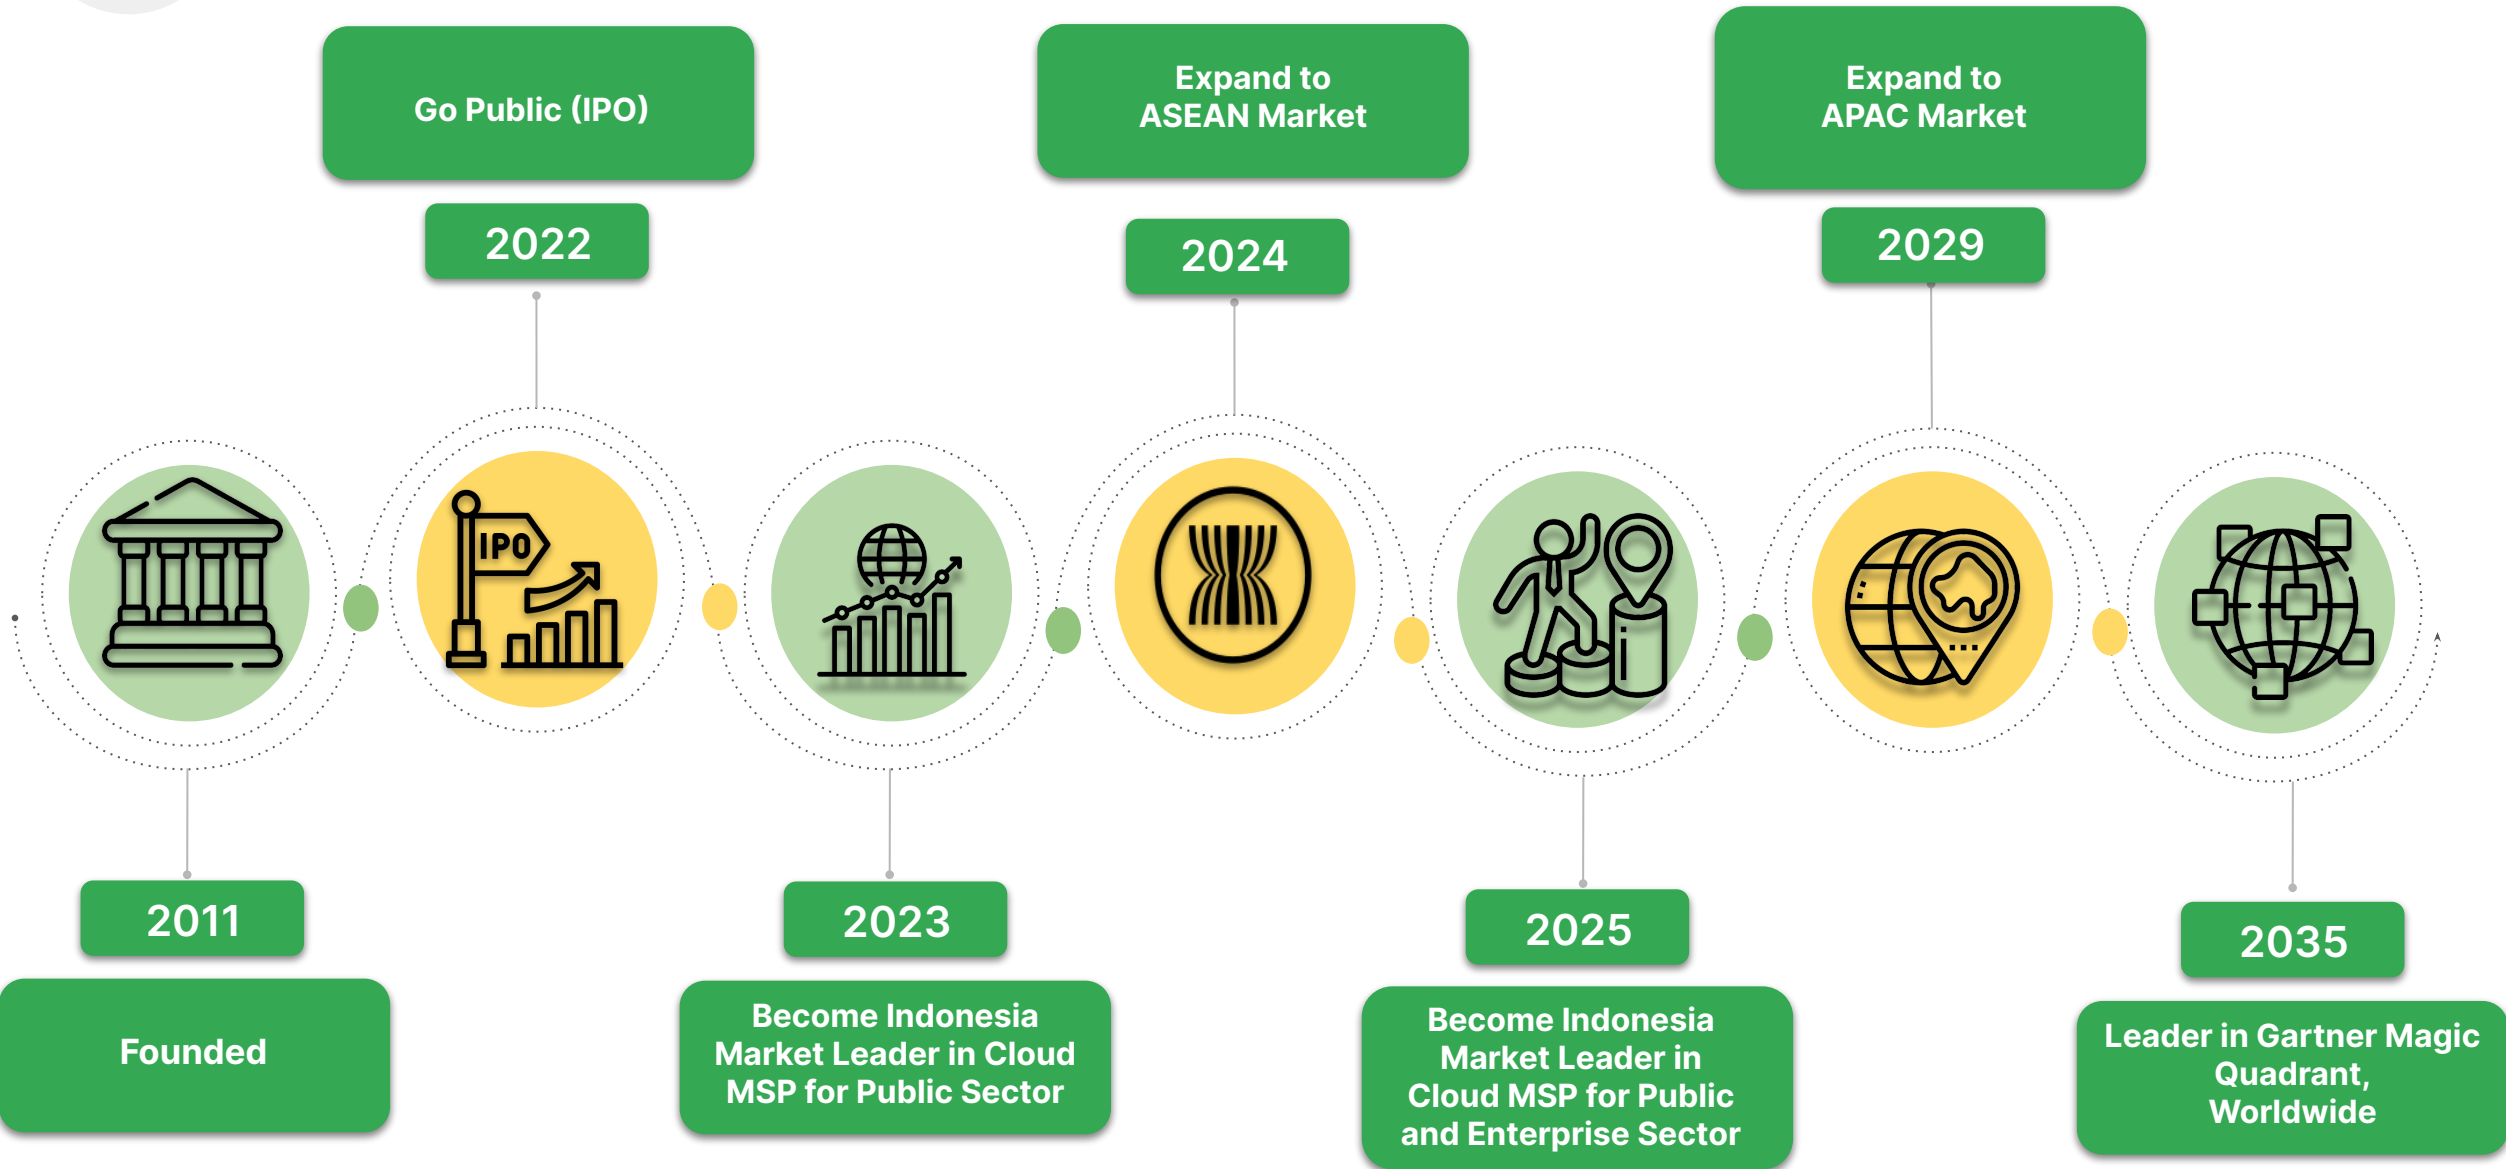 Go Public (IPO)
2022
Expand to
ASEAN Market
2024
Expand to
APAC Market
2029
IPO
2011
Founded
2023
Become Indonesia
Market Leader in Cloud
MSP for Public Sector
2025
Become Indonesia
Market Leader in
Cloud MSP for Public
and Enterprise Sector
2035
Leader in Gartner Magic
Quadrant,
Worldwide